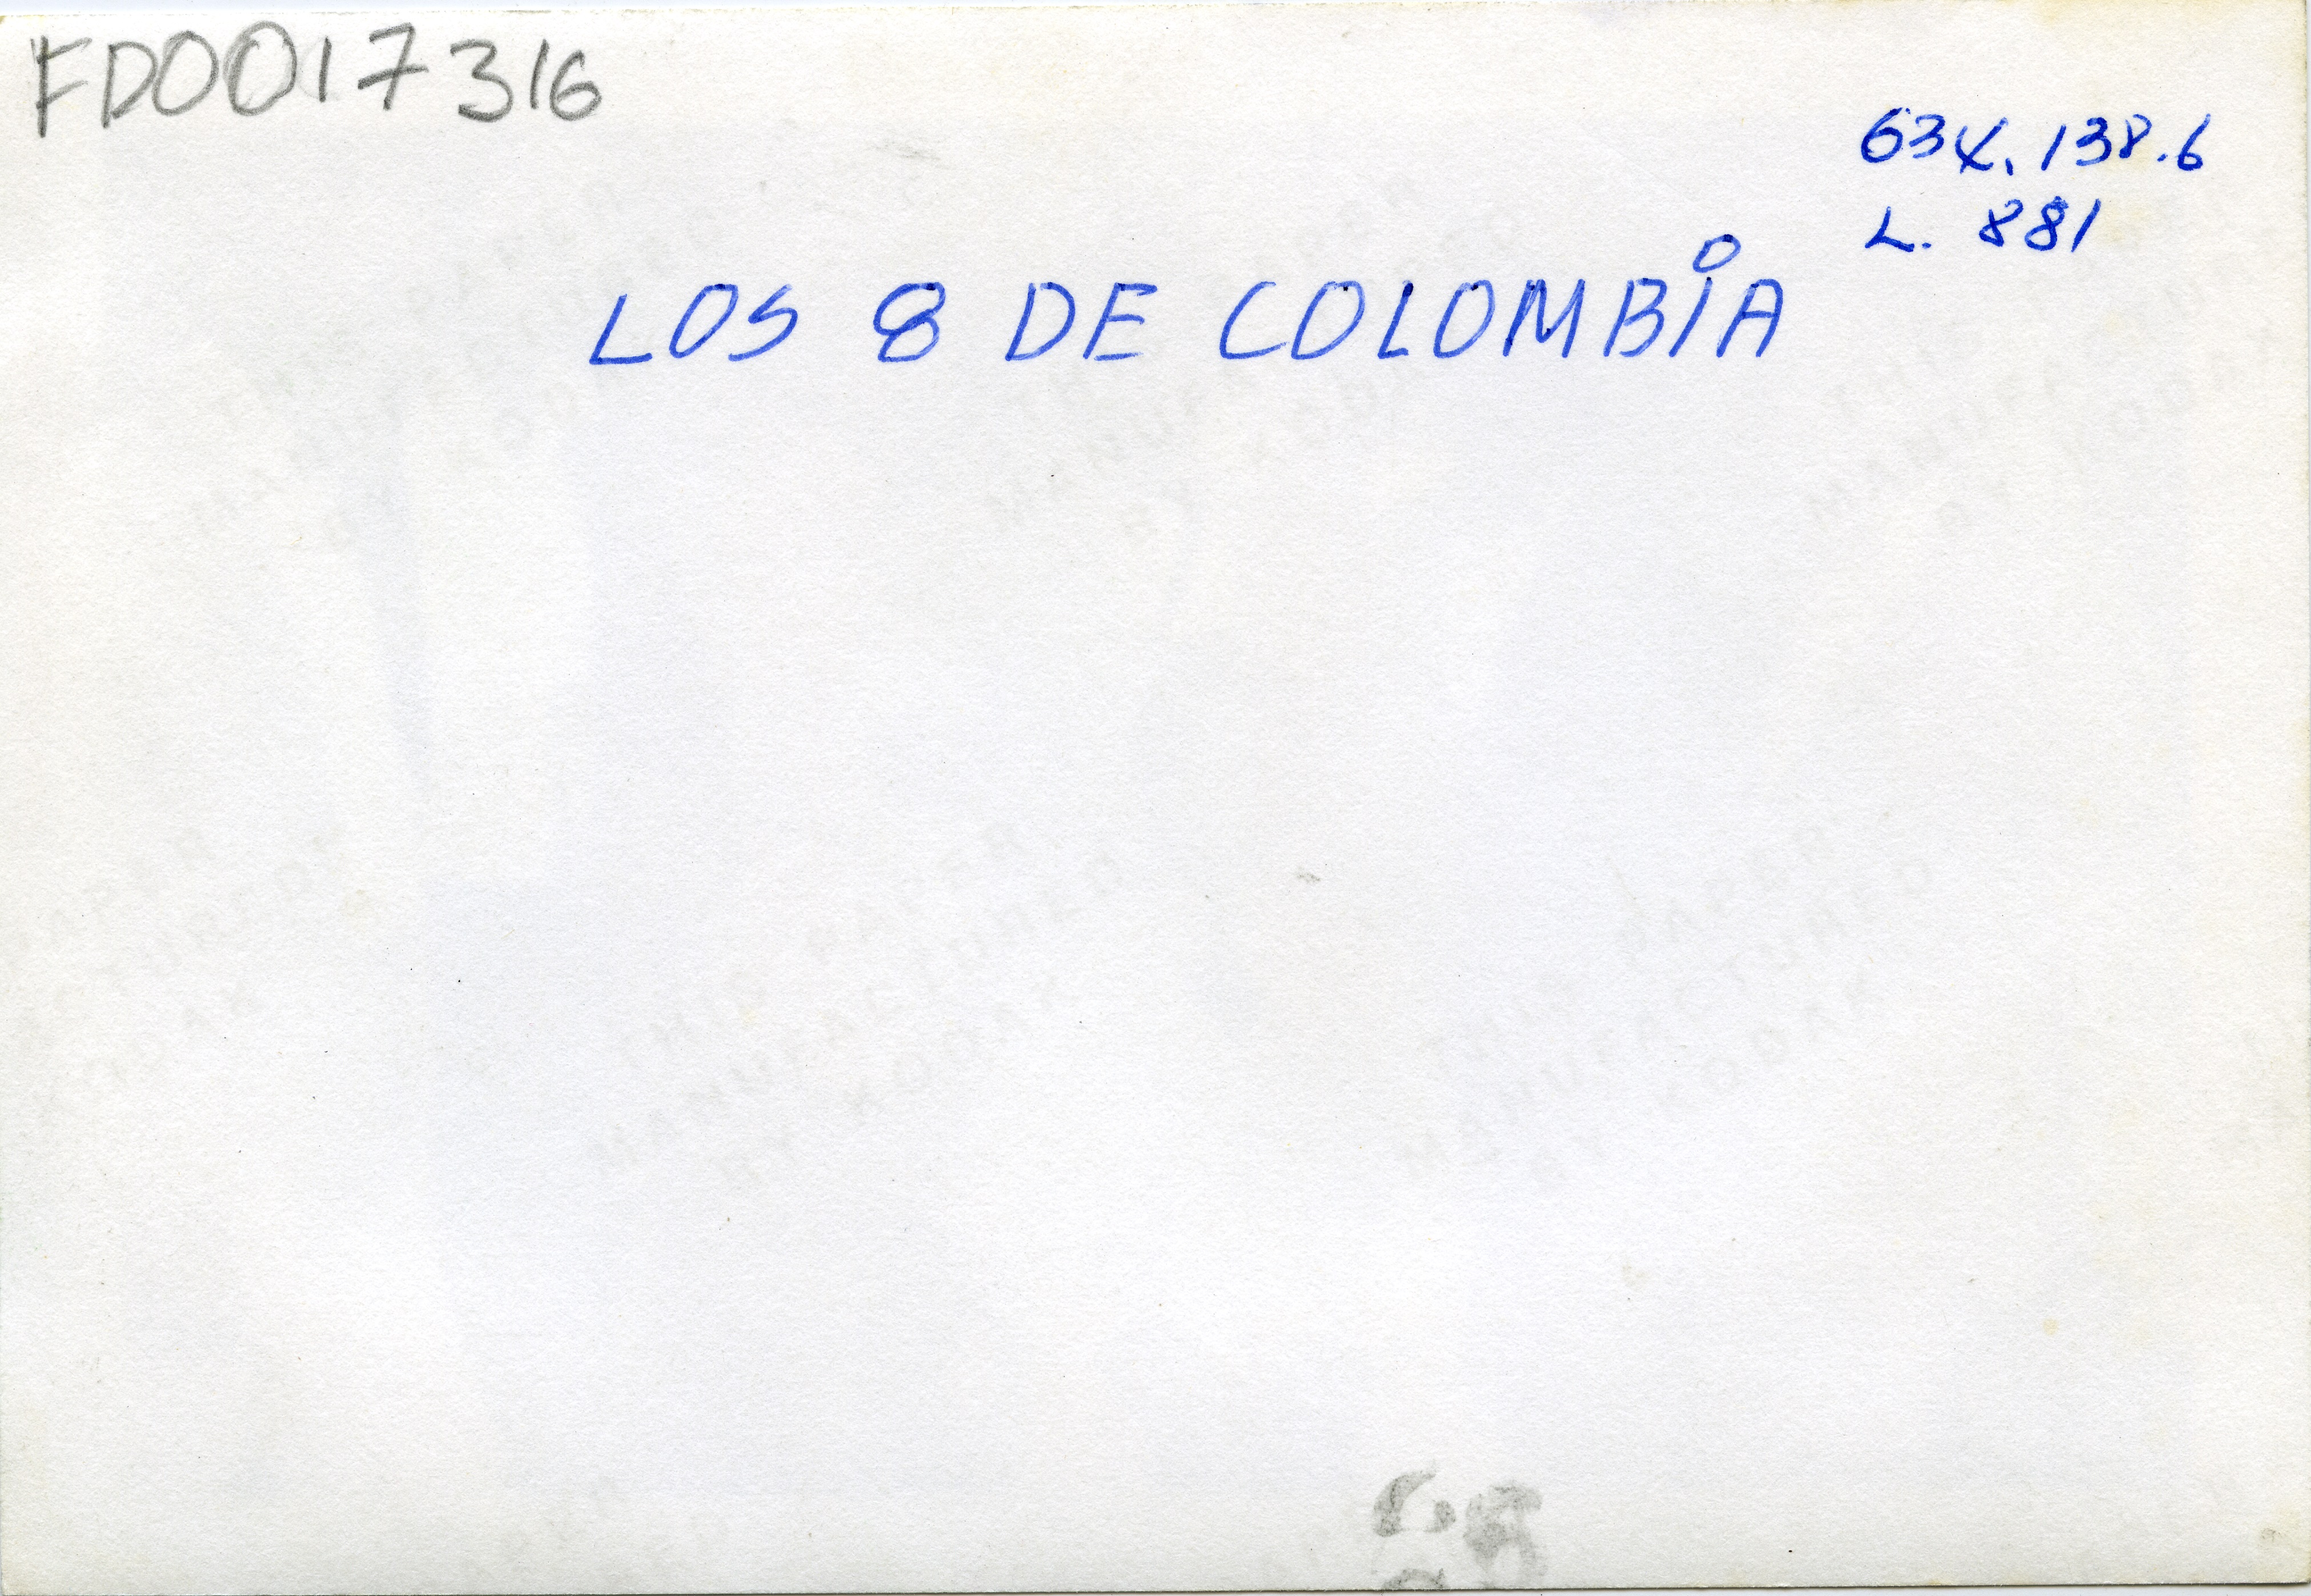 FD0017316
634.138.6
L. 881
LOS 8 DE COLOMBIA